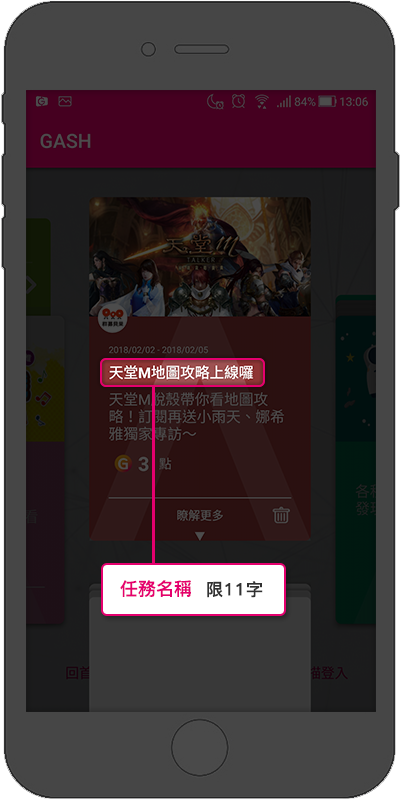 84% 13:06
GASH
天堂M
2018/02/02 - 2018/02/05
天堂M地圖攻略上線囉
天堂M說殼帶你看地圖攻
略！訂閱再送小雨天、娜希
雅獨家專訪～
G 3 點
瞭解更多
任務名稱 限11字
各種
發現
回首
描登入